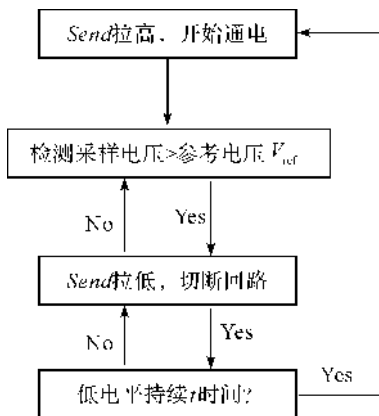 Send拉高、开始通电
检测采样电压>参考电压 Vref
No
Yes
Send拉低，切断回路
No
Yes
低电平持续t时间?
Yes